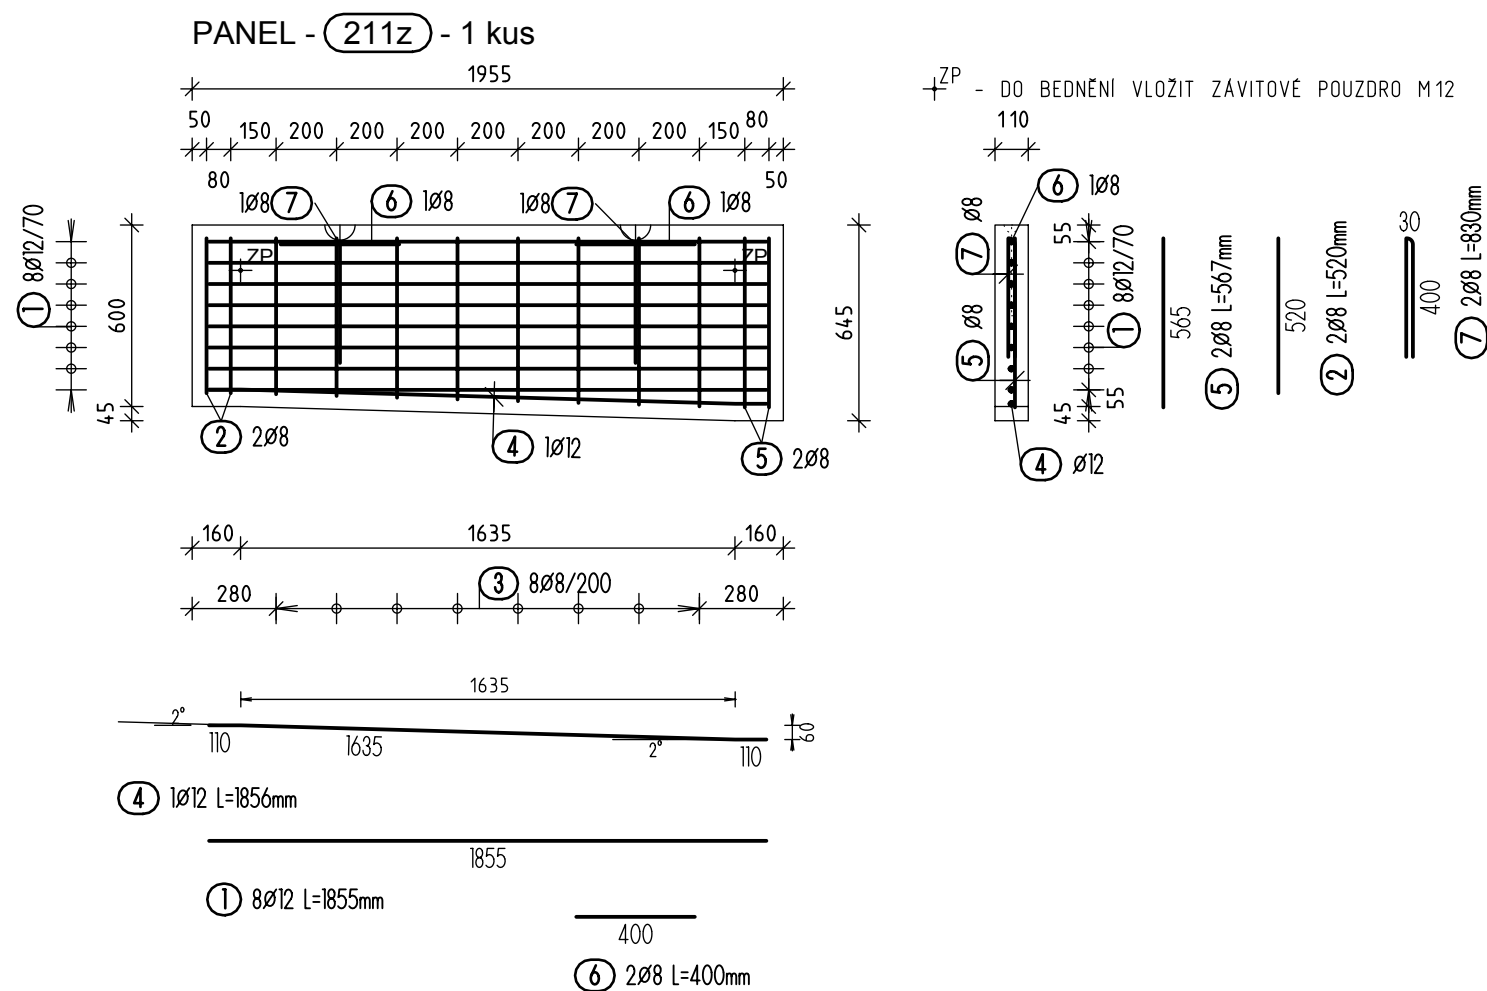 PANEL - 211z - 1 kus
1955
ZP - DO BEDNĚNÍ VLOŽIT ZÁVITOVÉ POUZDRO M12
50 150 200 200 200 200 200 200 200 150 80
80 50
110
1Ø8 7 6 1Ø8 1Ø8 7 6 1Ø8
6 1Ø8
1 8Ø12/70
600
45
ZP ZP
645
7 Ø8
5 Ø8
55
1 8Ø12/70
45 55
565
5 2Ø8 L=567mm
520
2 2Ø8 L=520mm
30
400
7 2Ø8 L=830mm
2 2Ø8
4 1Ø12
5 2Ø8
4 Ø12
160 1635 160
3 8Ø8/200
280 280
1635
2°
110 1635 2° 110
60
4 1Ø12 L=1856mm
1855
1 8Ø12 L=1855mm
400
6 2Ø8 L=400mm